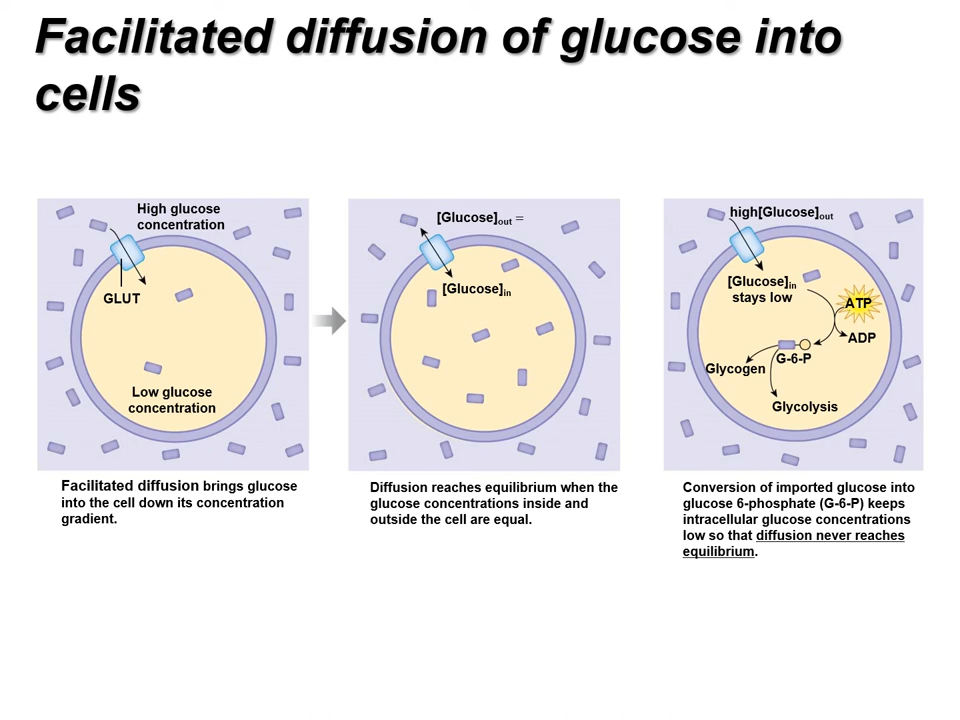 Facilitated diffusion of glucose into
cells
High glucose
concentration
GLUT
Low glucose
concentration
Facilitated diffusion brings glucose
into the cell down its concentration
gradient.
[Glucose]out =
[Glucose]in
Diffusion reaches equilibrium when the
glucose concentrations inside and
outside the cell are equal.
high[Glucose]out
[Glucose]in
stays low
ATP
ADP
G-6-P
Glycogen
Glycolysis
Conversion of imported glucose into
glucose 6-phosphate (G-6-P) keeps
intracellular glucose concentrations
low so that diffusion never reaches
equilibrium.